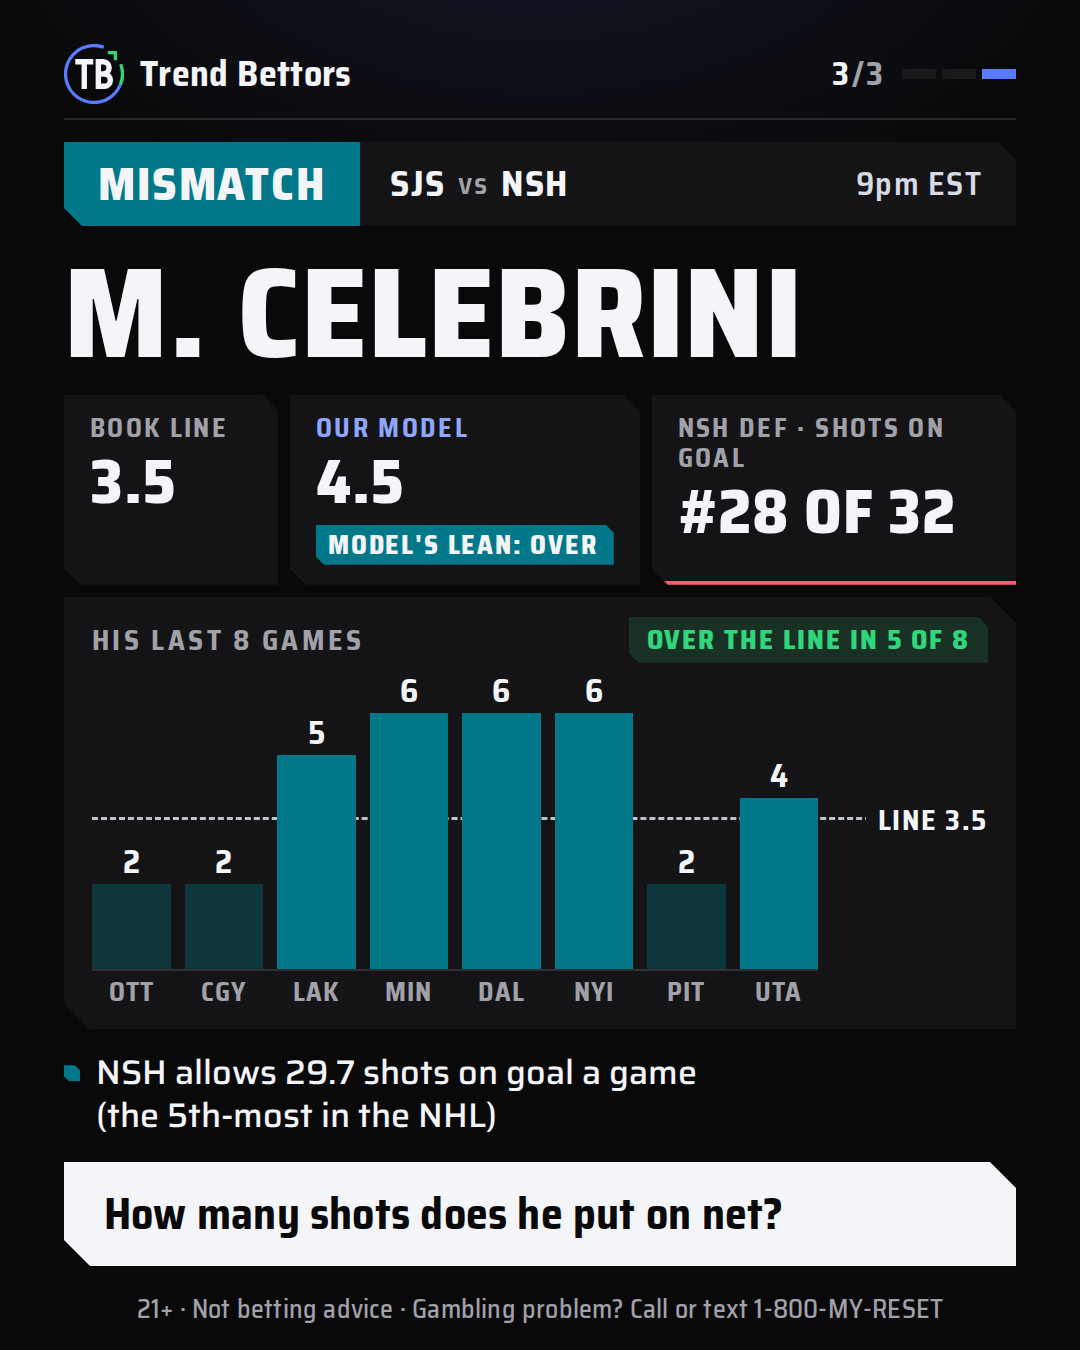 TB Trend Bettors 3/3
MISMATCH SJS vs NSH 9pm EST
M. CELEBRINI
BOOK LINE
3.5
OUR MODEL
4.5
MODEL'S LEAN: OVER
NSH DEF · SHOTS ON
GOAL
#28 OF 32
HIS LAST 8 GAMES OVER THE LINE IN 5 OF 8
2 2 5 6 6 6 2 4
LINE 3.5
OTT CGY LAK MIN DAL NYI PIT UTA
NSH allows 29.7 shots on goal a game
(the 5th-most in the NHL)
How many shots does he put on net?
21+ · Not betting advice · Gambling problem? Call or text 1-800-MY-RESET